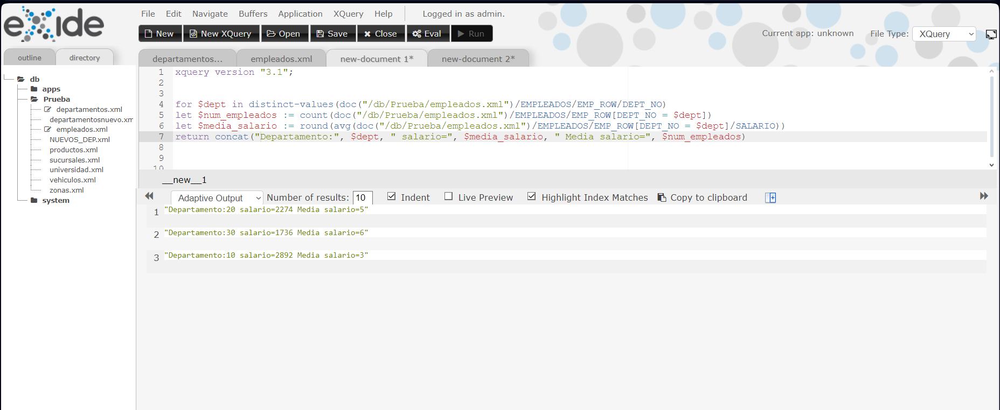 eXide
File Edit Navigate Buffers Application XQuery Help Logged in as admin.
New New XQuery Open Save Close Eval Run
Current app: unknown File Type: XQuery
outline directory
departamentos... empleados.xml new-document 1* new-document 2*
db
apps
Prueba
departamentos.xml
departamentosnuevo.xm
empleados.xml
NUEVOS_DEP.xml
productos.xml
sucursales.xml
universidad.xml
vehiculos.xml
zonas.xml
system
1 xquery version "3.1";
2
3
4 for $dept in distinct-values(doc("/db/Prueba/empleados.xml")/EMPLEADOS/EMP_ROW/DEPT_NO)
5 let $num_empleados := count(doc("/db/Prueba/empleados.xml")/EMPLEADOS/EMP_ROW[DEPT_NO = $dept])
6 let $media_salario := round(avg(doc("/db/Prueba/empleados.xml")/EMPLEADOS/EMP_ROW[DEPT_NO = $dept]/SALARIO))
7 return concat("Departamento:", $dept, " salario=", $media_salario, " Media salario=", $num_empleados)
8
9
10
__new__1
Adaptive Output Number of results: 10 Indent Live Preview Highlight Index Matches Copy to clipboard
1 "Departamento:20 salario=2274 Media salario=5"
2 "Departamento:30 salario=1736 Media salario=6"
3 "Departamento:10 salario=2892 Media salario=3"